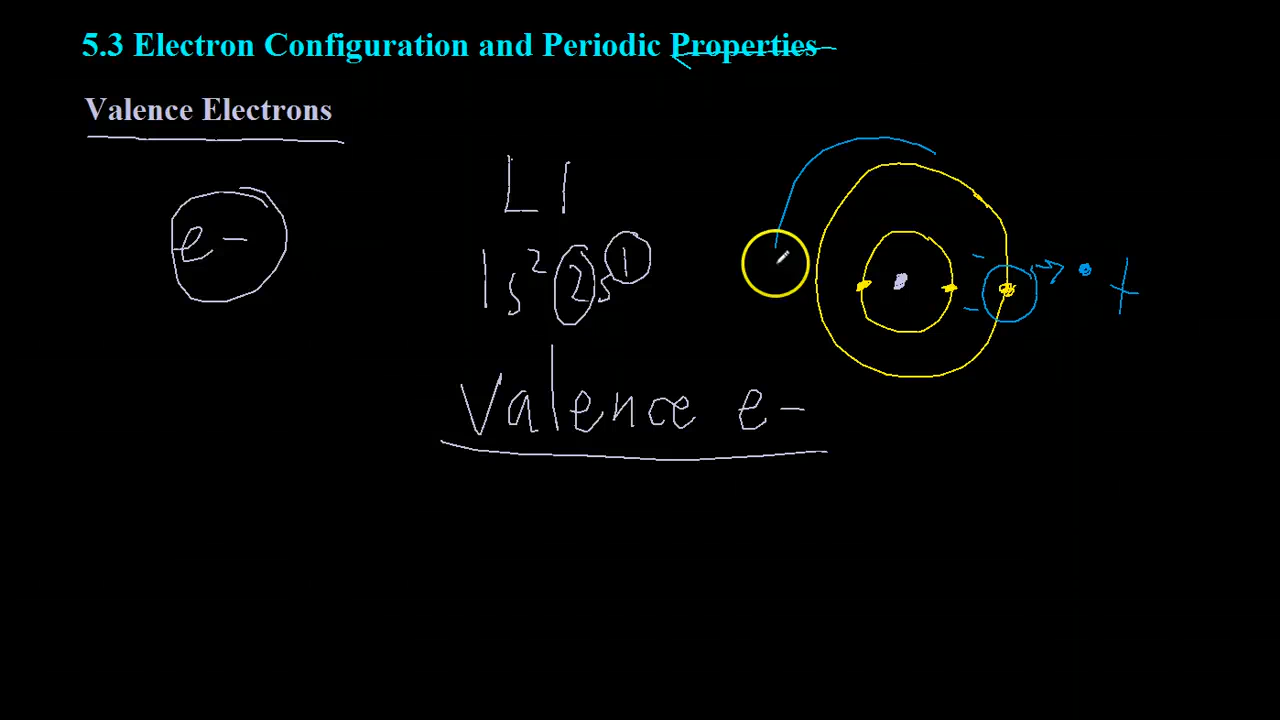 5.3 Electron Configuration and Periodic Properties
Valence Electrons
e-
LI
1s² 2s¹
Valence e-
- -
+